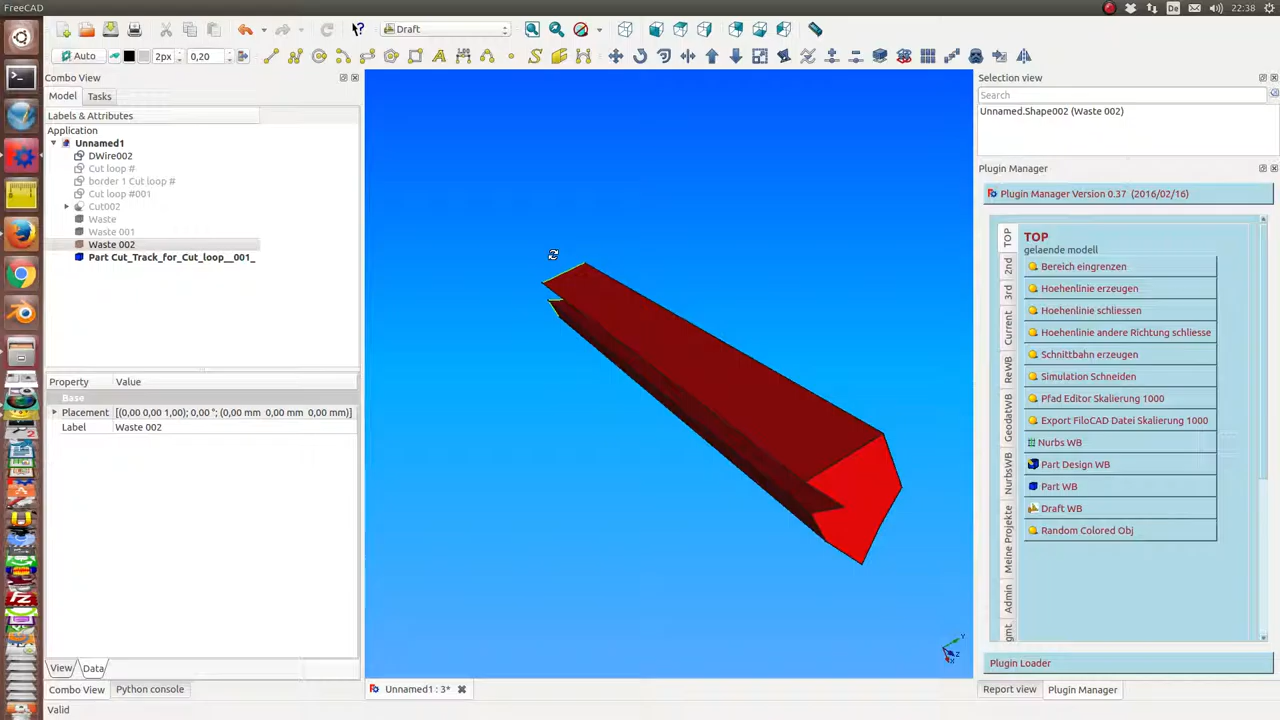 FreeCAD
De
22:38
Draft
Auto
2px
0,20
Combo View
Selection view
Model
Tasks
Search
Labels & Attributes
Unnamed.Shape002 (Waste 002)
Application
Unnamed1
DWire002
Cut loop #
border 1 Cut loop #
Cut loop #001
Cut002
Waste
Waste 001
Waste 002
Part Cut_Track_for_Cut_loop__001_
Plugin Manager
Plugin Manager Version 0.37 (2016/02/16)
TOP
2nd
3rd
Current
ReWB
GeodatWB
NurbsWB
Meine Projekte
Admin
gmt
TOP
gelaende modell
Bereich eingrenzen
Hoehenlinie erzeugen
Hoehenlinie schliessen
Hoehenlinie andere Richtung schliesse
Schnittbahn erzeugen
Simulation Schneiden
Pfad Editor Skalierung 1000
Export FiloCAD Datei Skalierung 1000
Nurbs WB
Part Design WB
Part WB
Draft WB
Random Colored Obj
Property
Value
Base
Placement
[(0,00 0,00 1,00); 0,00 °; (0,00 mm 0,00 mm 0,00 mm)]
Label
Waste 002
View
Data
Plugin Loader
Combo View
Python console
Unnamed1 : 3*
Report view
Plugin Manager
Valid